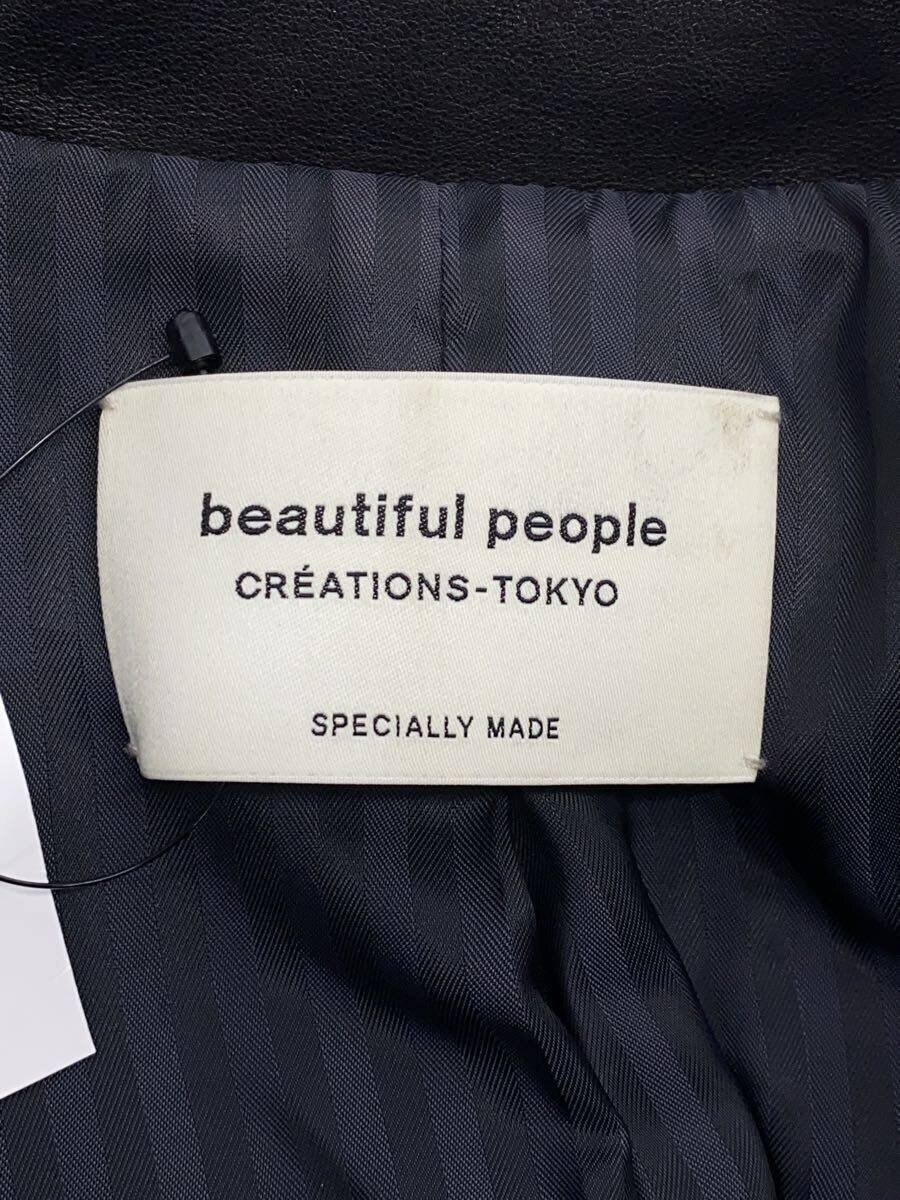 beautiful people
CRÉATIONS-TOKYO
SPECIALLY MADE